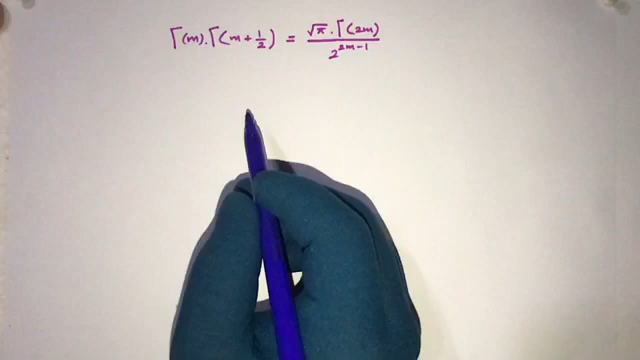 Γ(m).Γ(m + 1/2) = √π . Γ(2m) / 2^(2m-1)